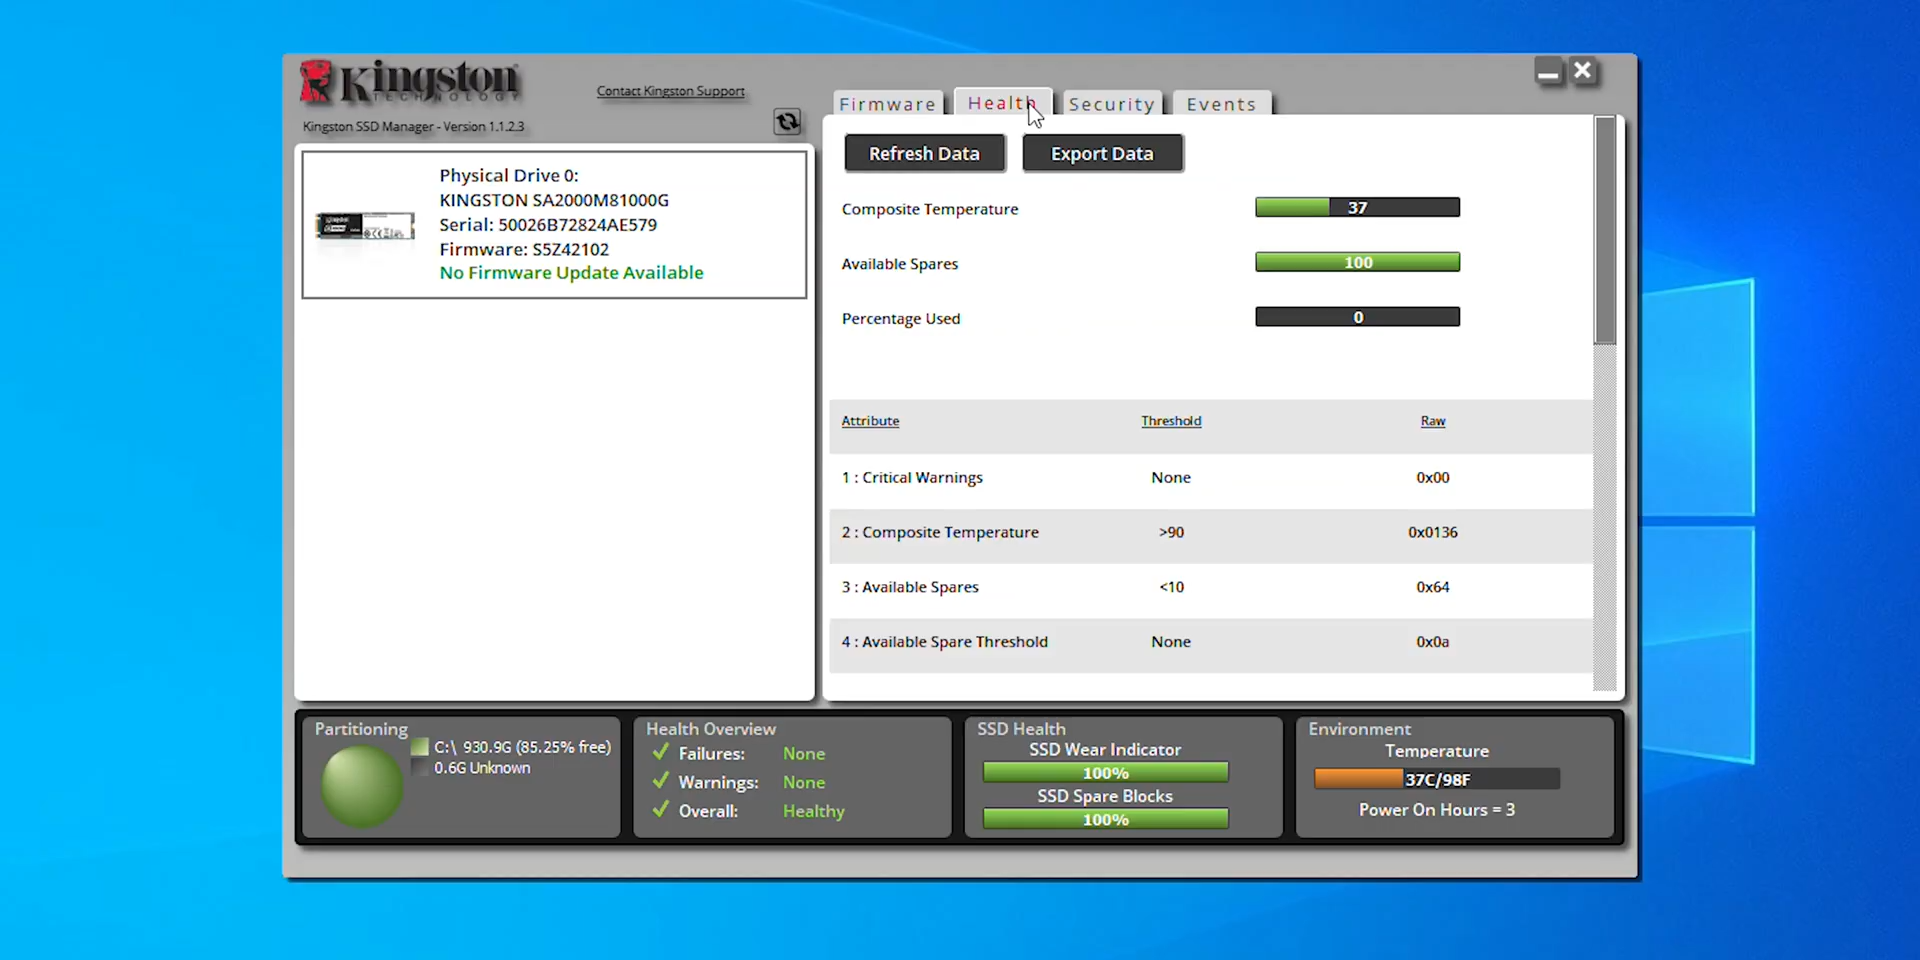 Kingston
TECHNOLOGY
Contact Kingston Support
Kingston SSD Manager - Version 1.1.2.3
Firmware Health Security Events
Physical Drive 0:
KINGSTON SA2000M81000G
Serial: 50026B72824AE579
Firmware: S5Z42102
No Firmware Update Available
Refresh Data Export Data
Composite Temperature 37
Available Spares 100
Percentage Used 0
Attribute Threshold Raw
1 : Critical Warnings None 0x00
2 : Composite Temperature >90 0x0136
3 : Available Spares <10 0x64
4 : Available Spare Threshold None 0x0a
Partitioning
C:\ 930.9G (85.25% free)
0.6G Unknown
Health Overview
Failures: None
Warnings: None
Overall: Healthy
SSD Health
SSD Wear Indicator
100%
SSD Spare Blocks
100%
Environment
Temperature
37C/98F
Power On Hours = 3